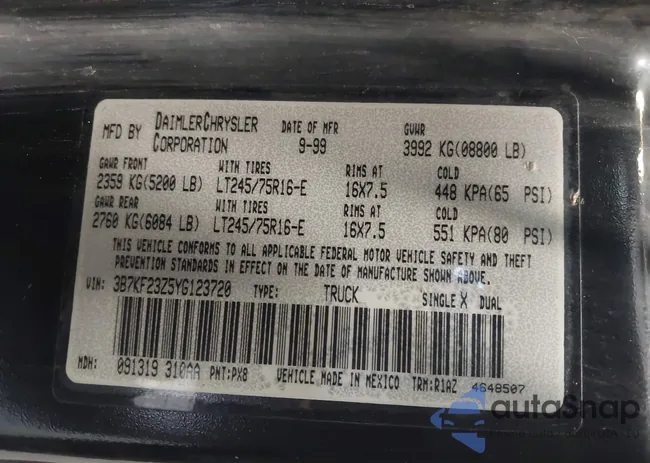 MFD BY DAIMLERCHRYSLER CORPORATION DATE OF MFR 9-99 GVWR 3992 KG(08800 LB)
GAWR FRONT WITH TIRES RIMS AT COLD
2359 KG(5200 LB) LT245/75R16-E 16X7.5 448 KPA(65 PSI)
GAWR REAR WITH TIRES RIMS AT COLD
2760 KG(6084 LB) LT245/75R16-E 16X7.5 551 KPA(80 PSI)
THIS VEHICLE CONFORMS TO ALL APPLICABLE FEDERAL MOTOR VEHICLE SAFETY AND THEFT
PREVENTION STANDARDS IN EFFECT ON THE DATE OF MANUFACTURE SHOWN ABOVE.
VIN: 3B7KF23Z5YG123720 TYPE: TRUCK SINGLE X DUAL
MDH: 091319 310AA PNT:PX8 VEHICLE MADE IN MEXICO TRM:R1AZ 4648507
autoSnap